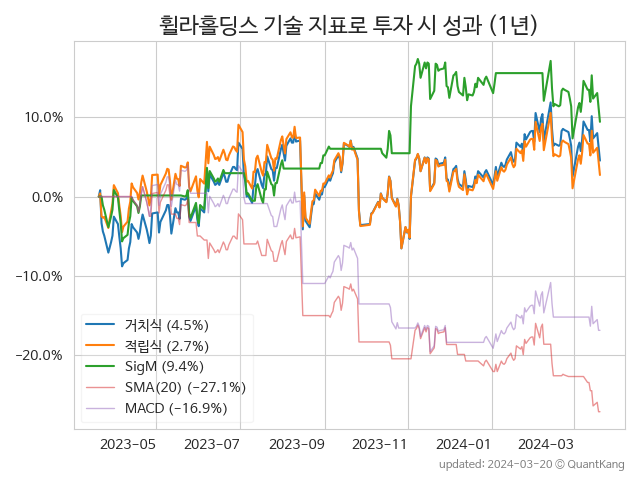 휠라홀딩스 기술 지표로 투자 시 성과 (1년)
10.0%
0.0%
−10.0%
−20.0%
거치식 (4.5%)
적립식 (2.7%)
SigM (9.4%)
SMA(20) (−27.1%)
MACD (−16.9%)
2023-05 2023-07 2023-09 2023-11 2024-01 2024-03
updated: 2024-03-20 © QuantKang